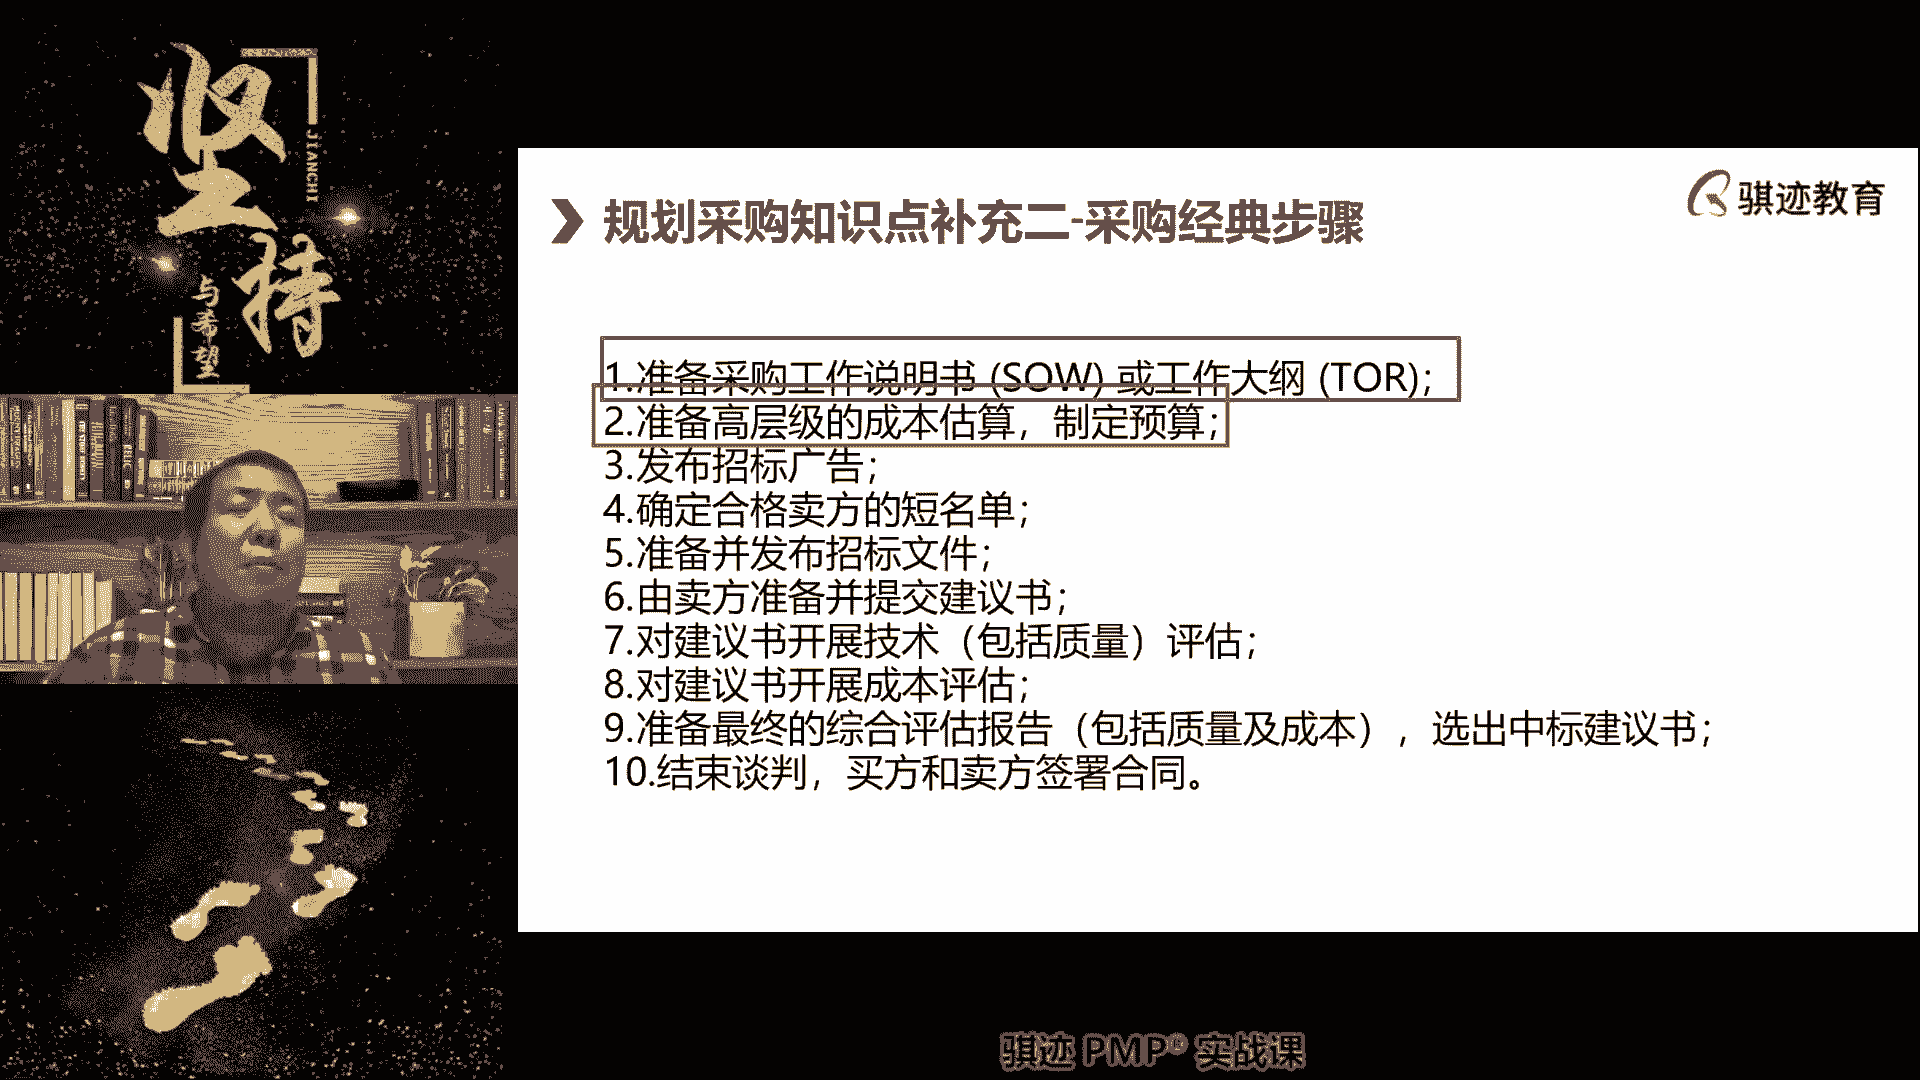 坚持
JIANCHI
与希望
骐迹教育
规划采购知识点补充二-采购经典步骤
1.准备采购工作说明书 (SOW) 或工作大纲 (TOR)；
2.准备高层级的成本估算，制定预算；
3.发布招标广告；
4.确定合格卖方的短名单；
5.准备并发布招标文件；
6.由卖方准备并提交建议书；
7.对建议书开展技术（包括质量）评估；
8.对建议书开展成本评估；
9.准备最终的综合评估报告（包括质量及成本），选出中标建议书；
10.结束谈判，买方和卖方签署合同。
骐迹 PMP® 实战课